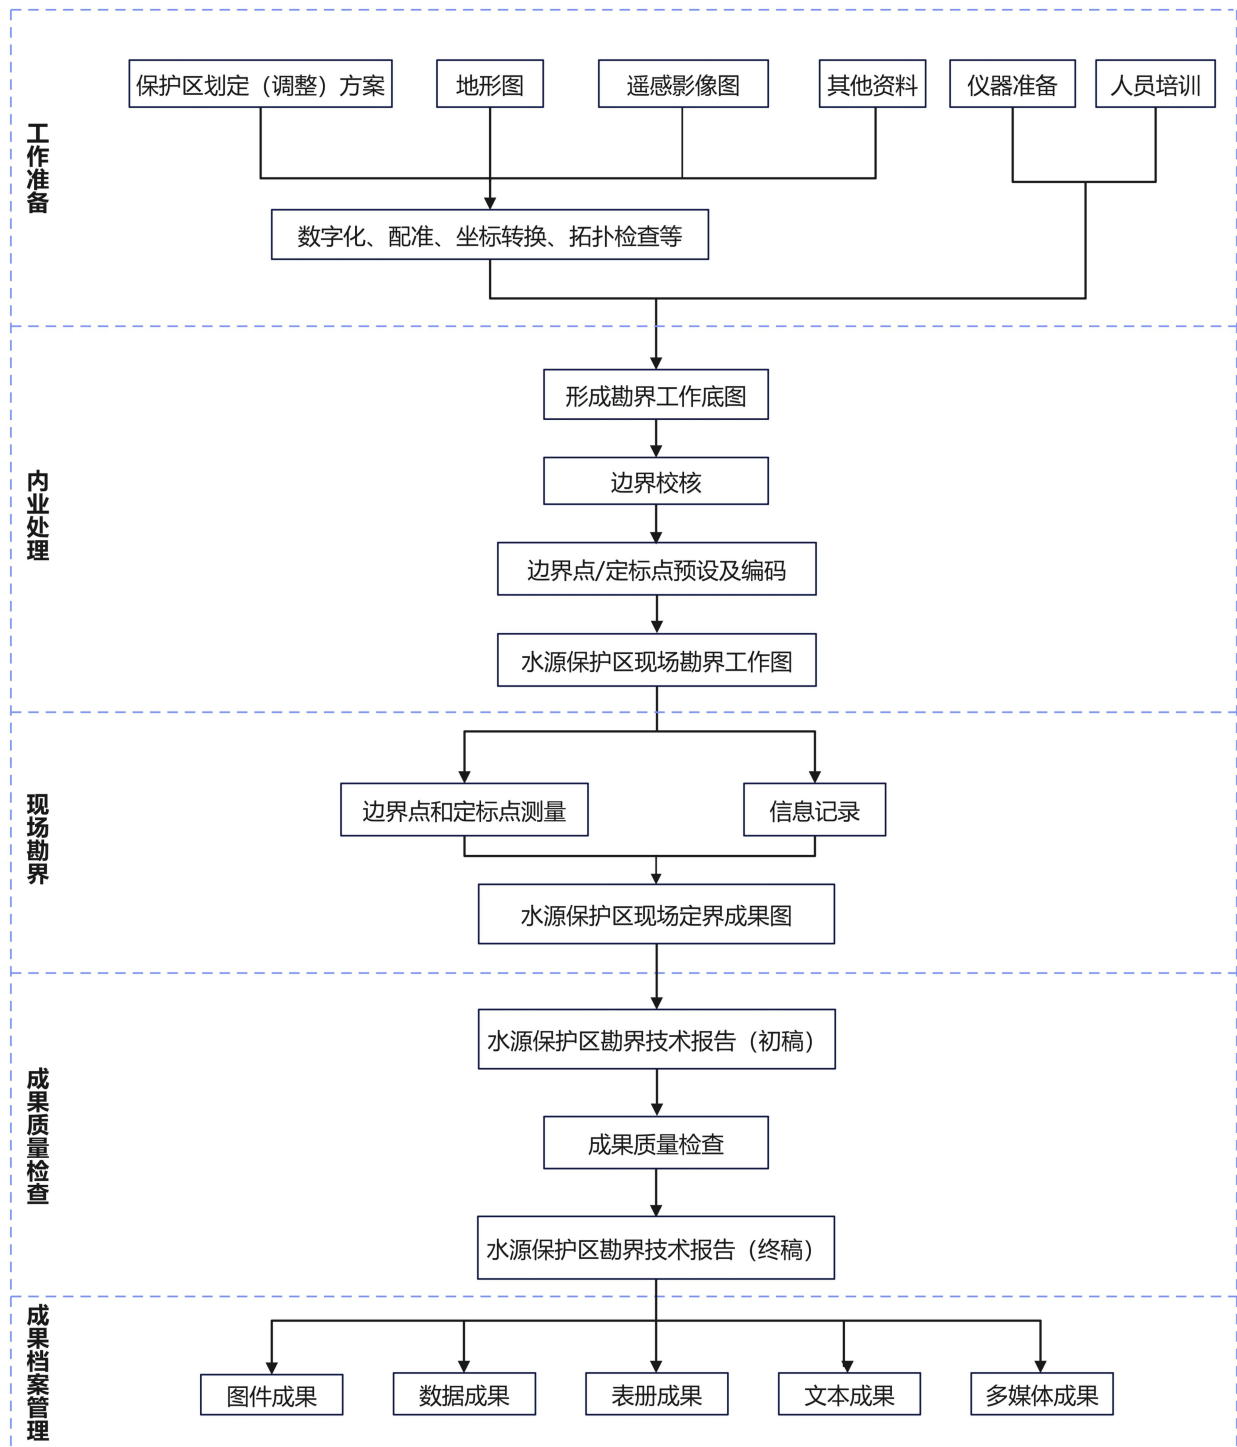 工作准备
保护区划定（调整）方案
地形图
遥感影像图
其他资料
仪器准备
人员培训
数字化、配准、坐标转换、拓扑检查等
内业处理
形成勘界工作底图
边界校核
边界点/定标点预设及编码
水源保护区现场勘界工作图
现场勘界
边界点和定标点测量
信息记录
水源保护区现场定界成果图
成果质量检查
水源保护区勘界技术报告（初稿）
成果质量检查
水源保护区勘界技术报告（终稿）
成果档案管理
图件成果
数据成果
表册成果
文本成果
多媒体成果